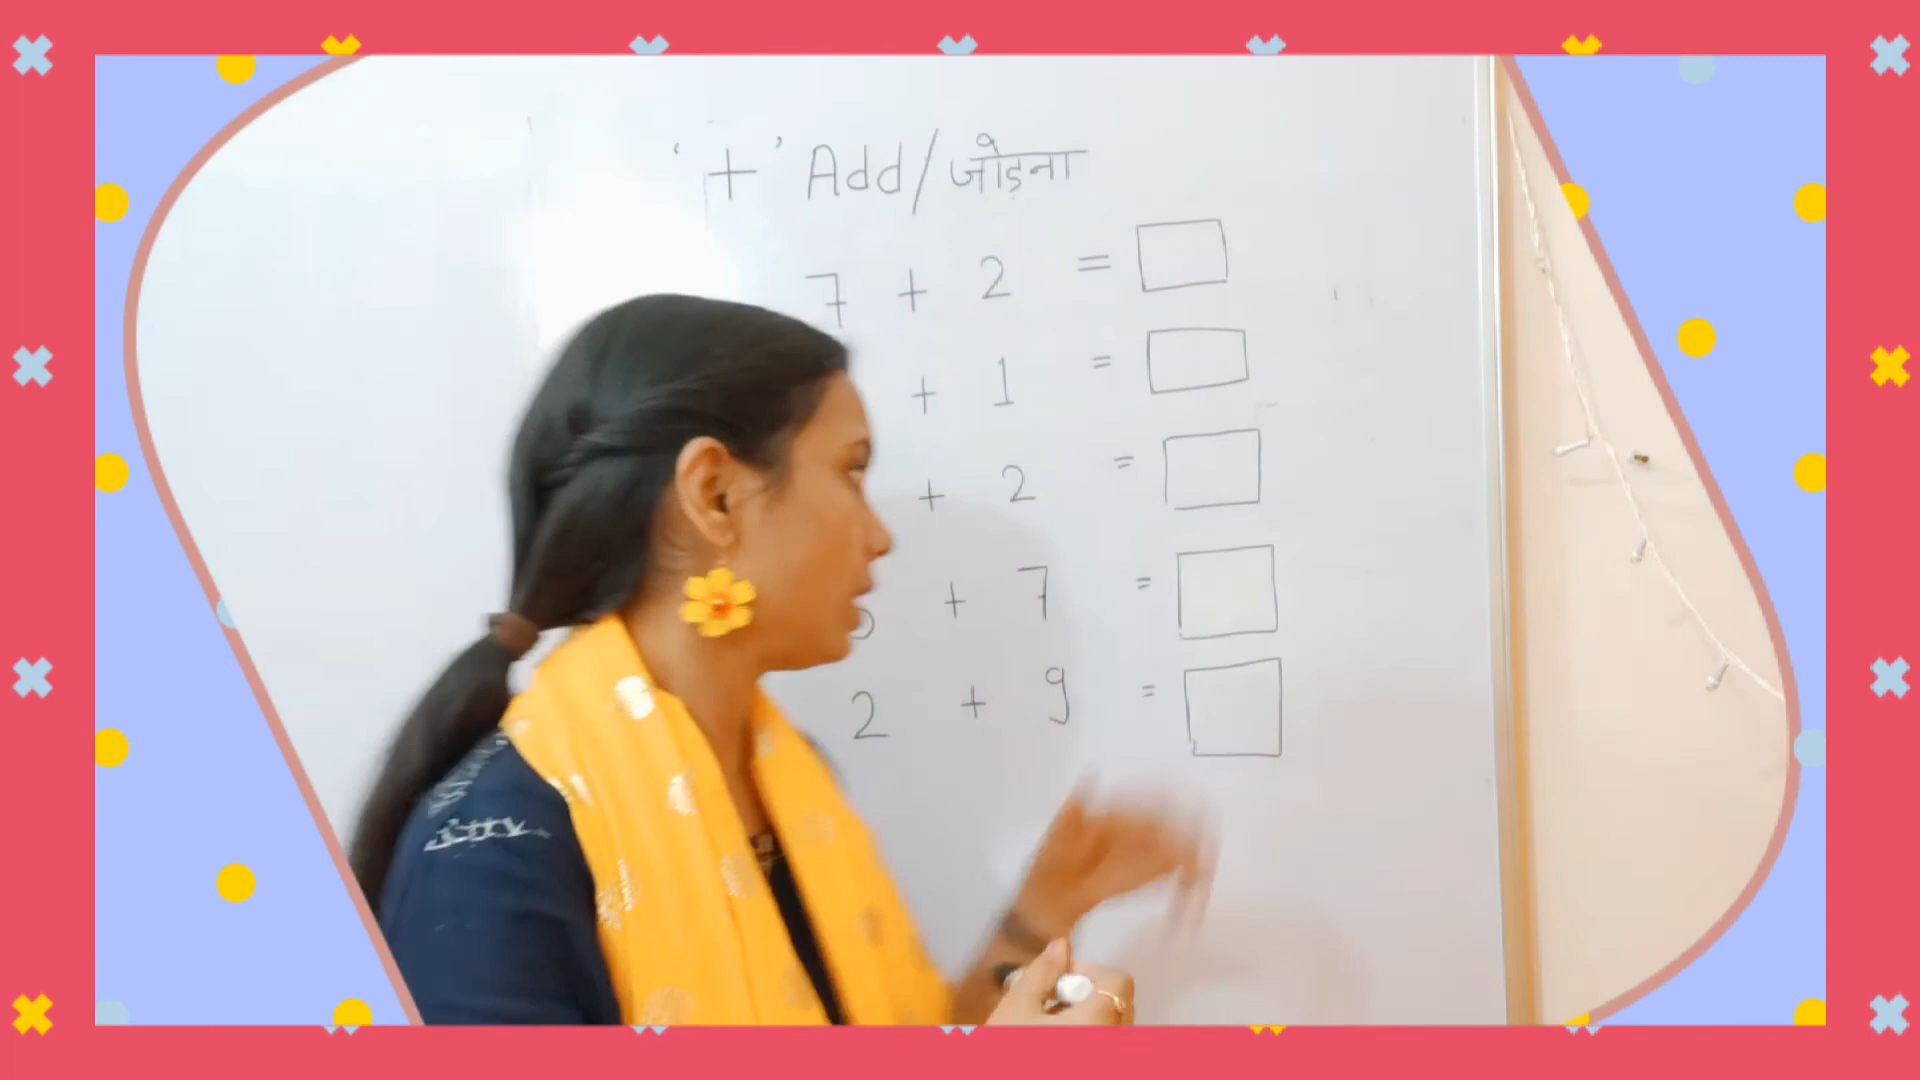 '+' Add/जोड़ना
7 + 2 =
+ 1 =
+ 2 =
+ 7 =
2 + 9 =